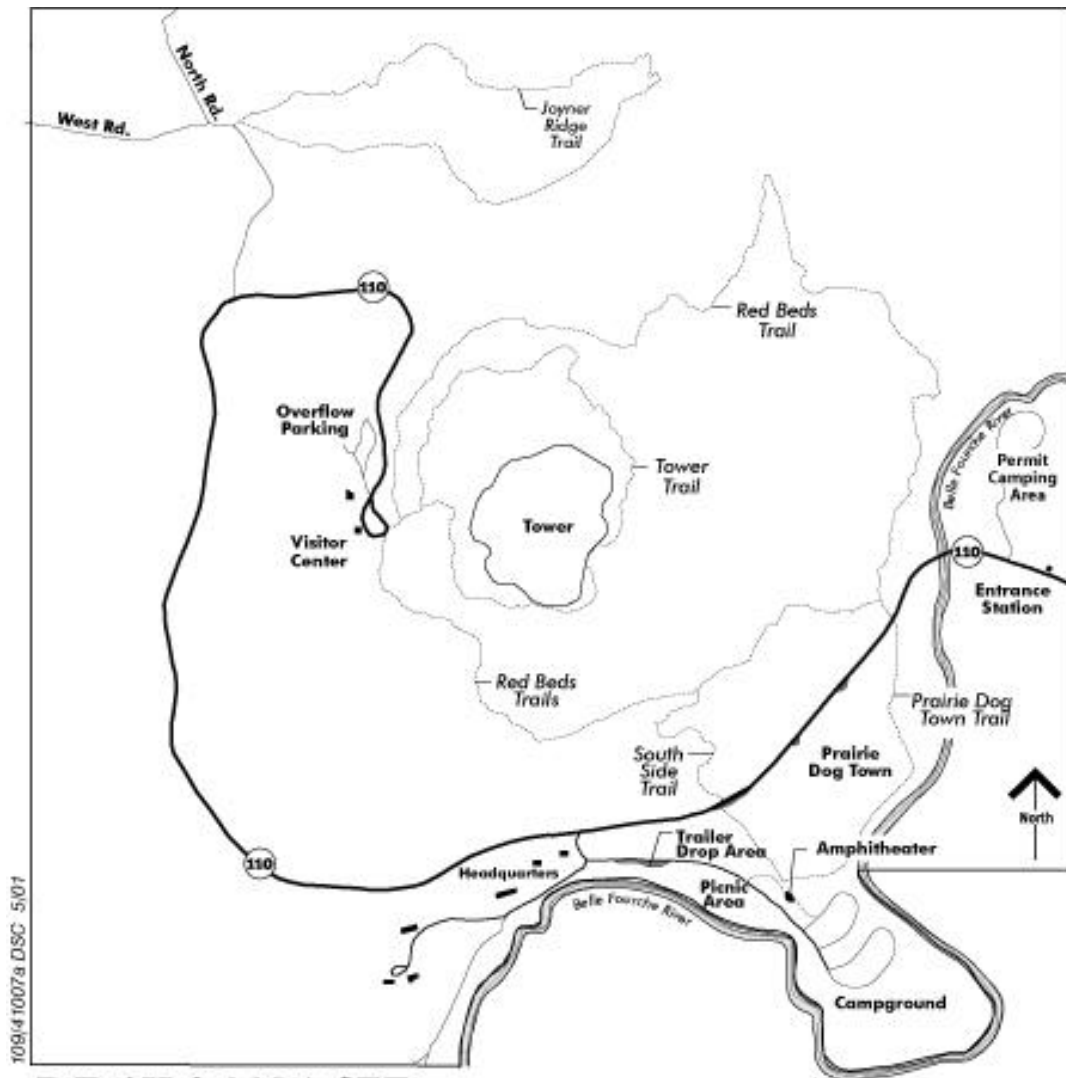 North Rd.
West Rd.
Joyner
Ridge
Trail
110
Red Beds
Trail
Overflow
Parking
Tower
Trail
Belle Fourche River
Permit
Camping
Area
Tower
Visitor
Center
110
Entrance
Station
Red Beds
Trails
Prairie Dog
Town Trail
South
Side
Trail
Prairie
Dog Town
North
Trailer
Drop Area
Amphitheater
110
Headquarters
Picnic
Area
Belle Fourche River
Campground
109/41007a DSC 5/01